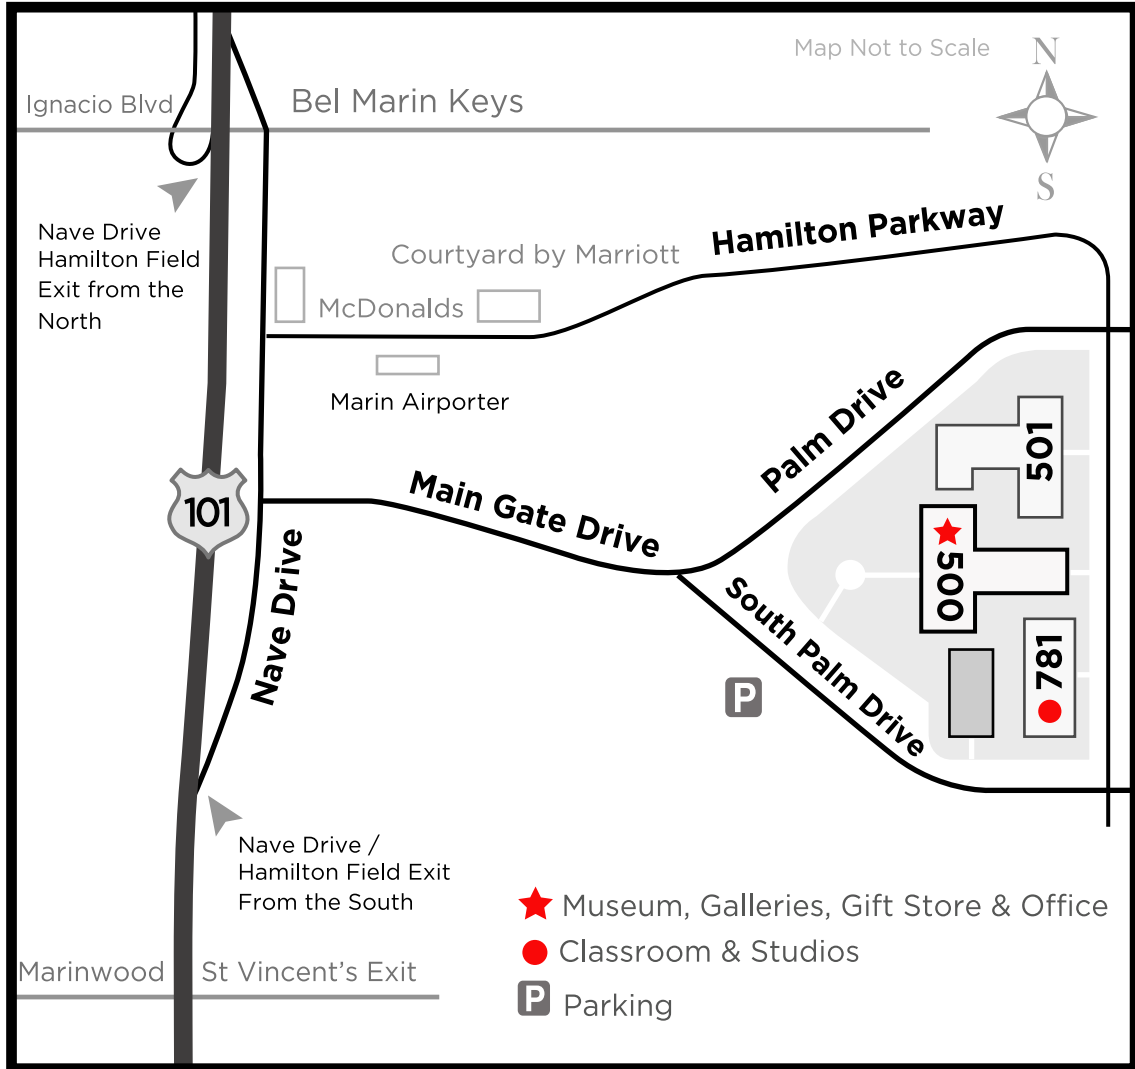 Map Not to Scale
N
S
Ignacio Blvd
Bel Marin Keys
Nave Drive
Hamilton Field
Exit from the
North
Hamilton Parkway
Courtyard by Marriott
McDonalds
Marin Airporter
Palm Drive
501
101
Main Gate Drive
500
Nave Drive
South Palm Drive
781
P
Nave Drive /
Hamilton Field Exit
From the South
Museum, Galleries, Gift Store & Office
Classroom & Studios
P Parking
Marinwood
St Vincent's Exit